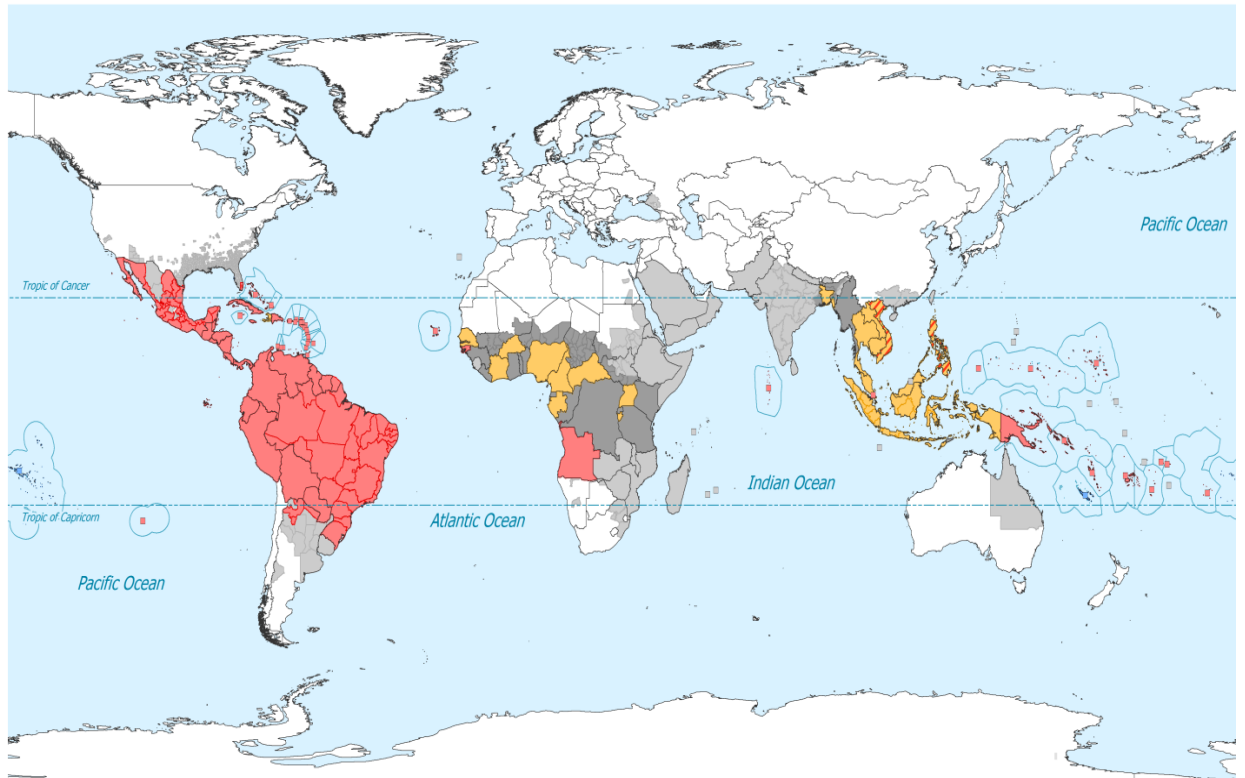 Pacific Ocean
Tropic of Cancer
Indian Ocean
Tropic of Capricorn
Atlantic Ocean
Pacific Ocean